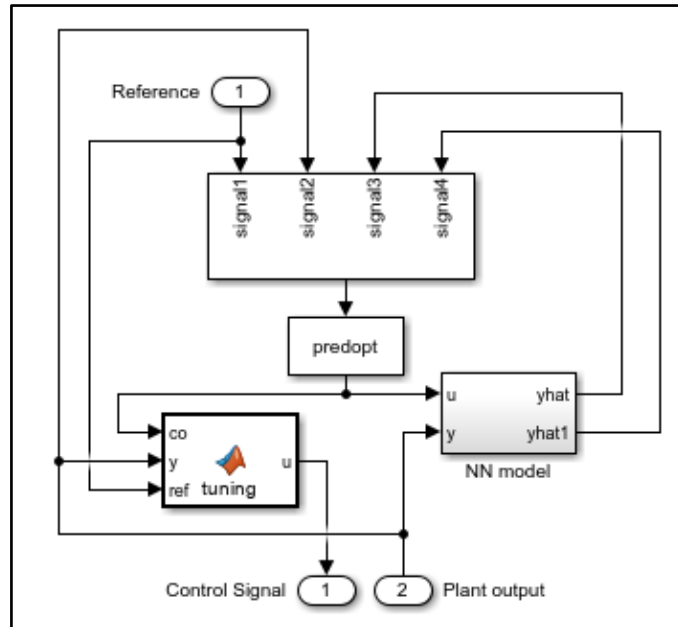 Reference
1
signal1
signal2
signal3
signal4
predopt
u
yhat
y
yhat1
NN model
co
y
u
ref
tuning
Control Signal
1
2
Plant output